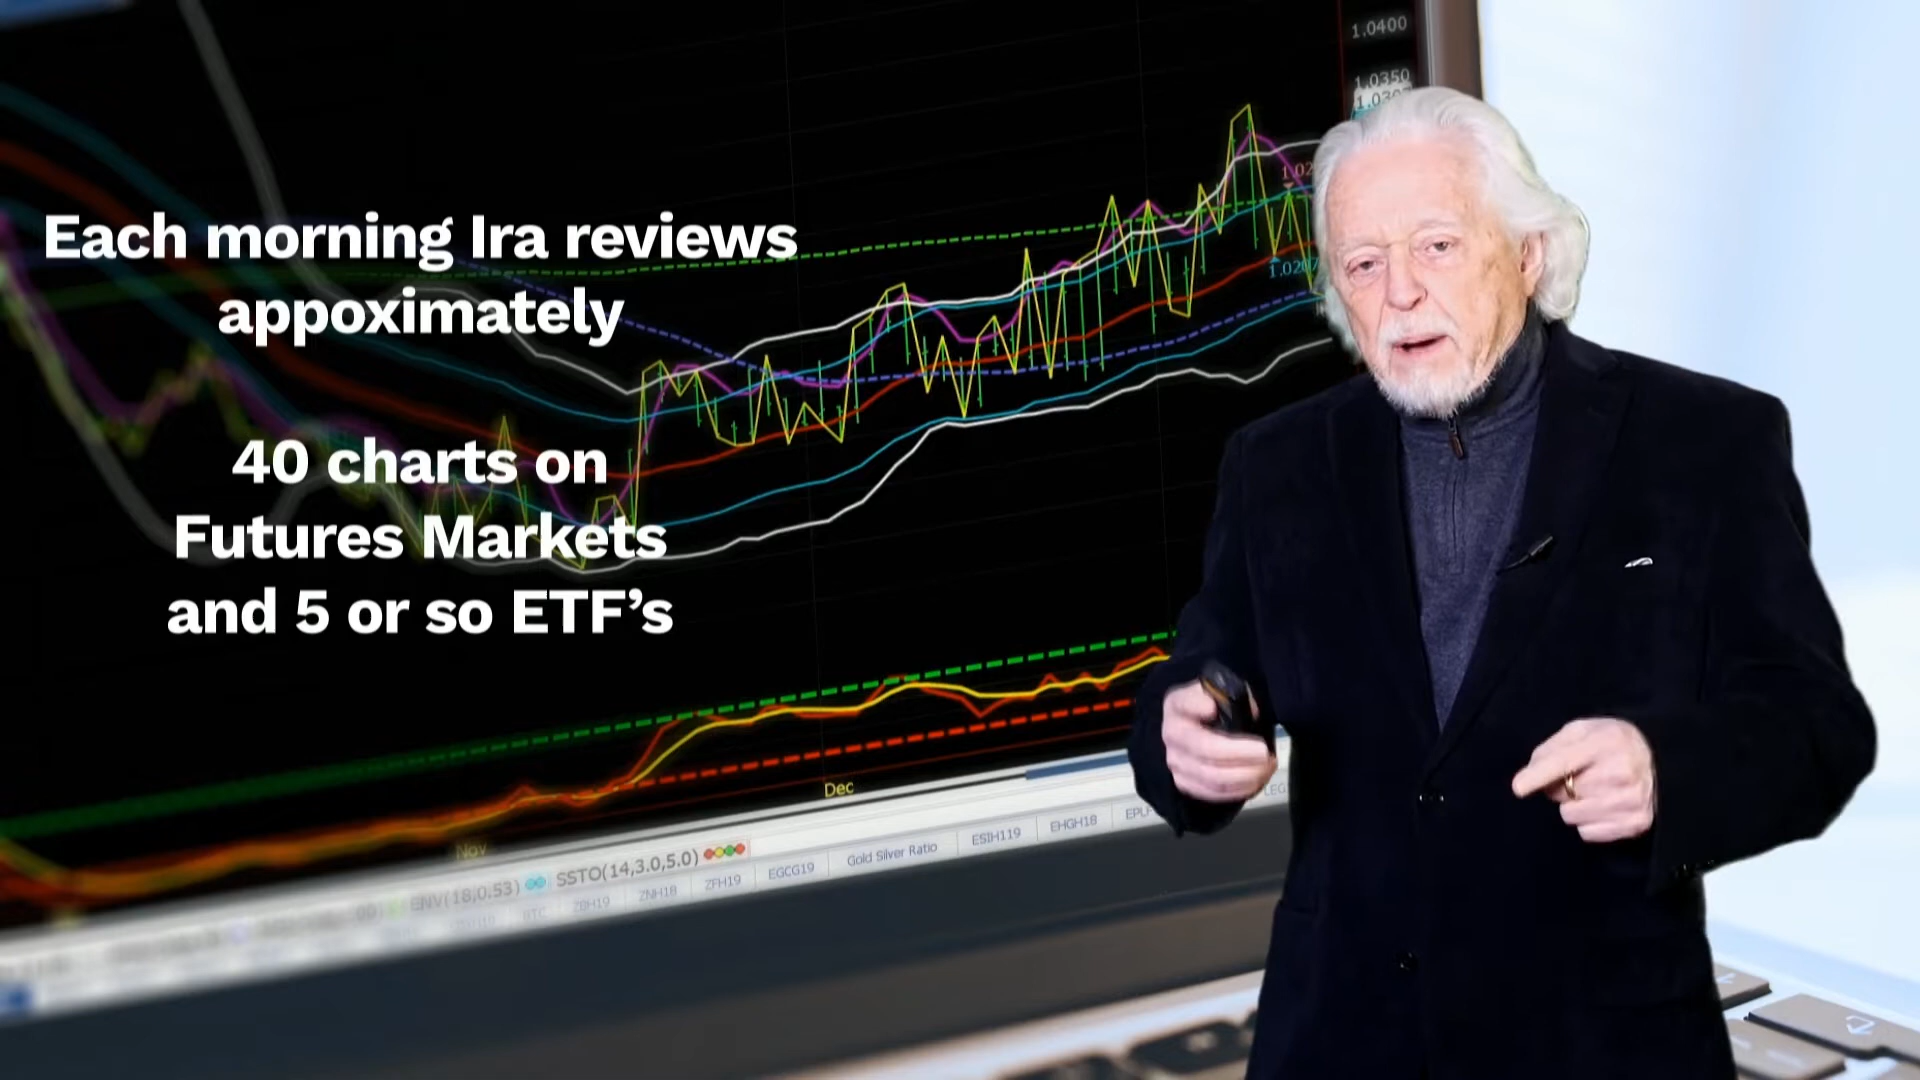 1.0400
1.0350
Each morning Ira reviews
appoximately
40 charts on
Futures Markets
and 5 or so ETF’s
Dec
Nov
ENV(18,0.53) SSTO(14,3.0,5.0)
ZNH18 ZFH19 EGCG19 Gold Silver Ratio ESIH119 EHGH18
BTC ZBH19